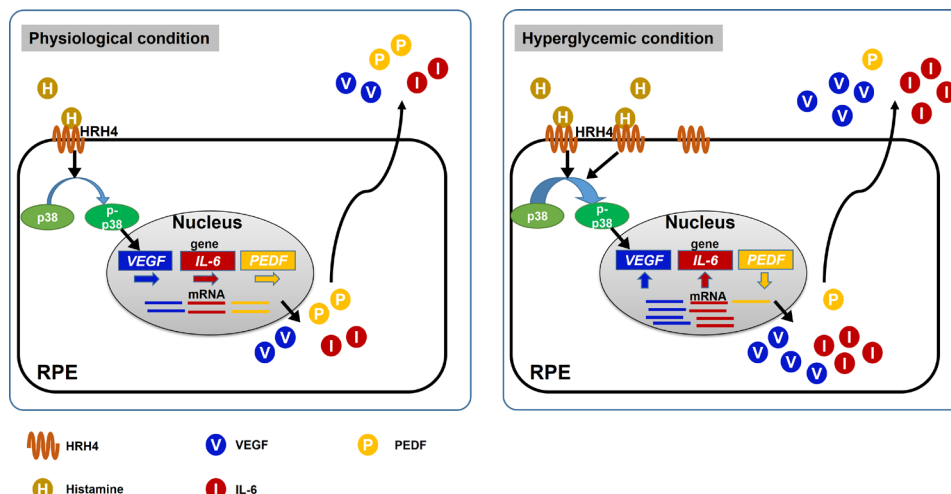 Physiological condition
H
H
HRH4
p38
p-
p38
Nucleus
gene
VEGF
IL-6
PEDF
mRNA
P
P
V
V
I
I
RPE
P
P
V
V
I
I
Hyperglycemic condition
H
H
H
H
HRH4
p38
p-
p38
Nucleus
gene
VEGF
IL-6
PEDF
mRNA
P
V
V
V
V
I
I
I
I
RPE
P
V
V
V
V
I
I
I
I
I
HRH4
V VEGF
P PEDF
H Histamine
I IL-6